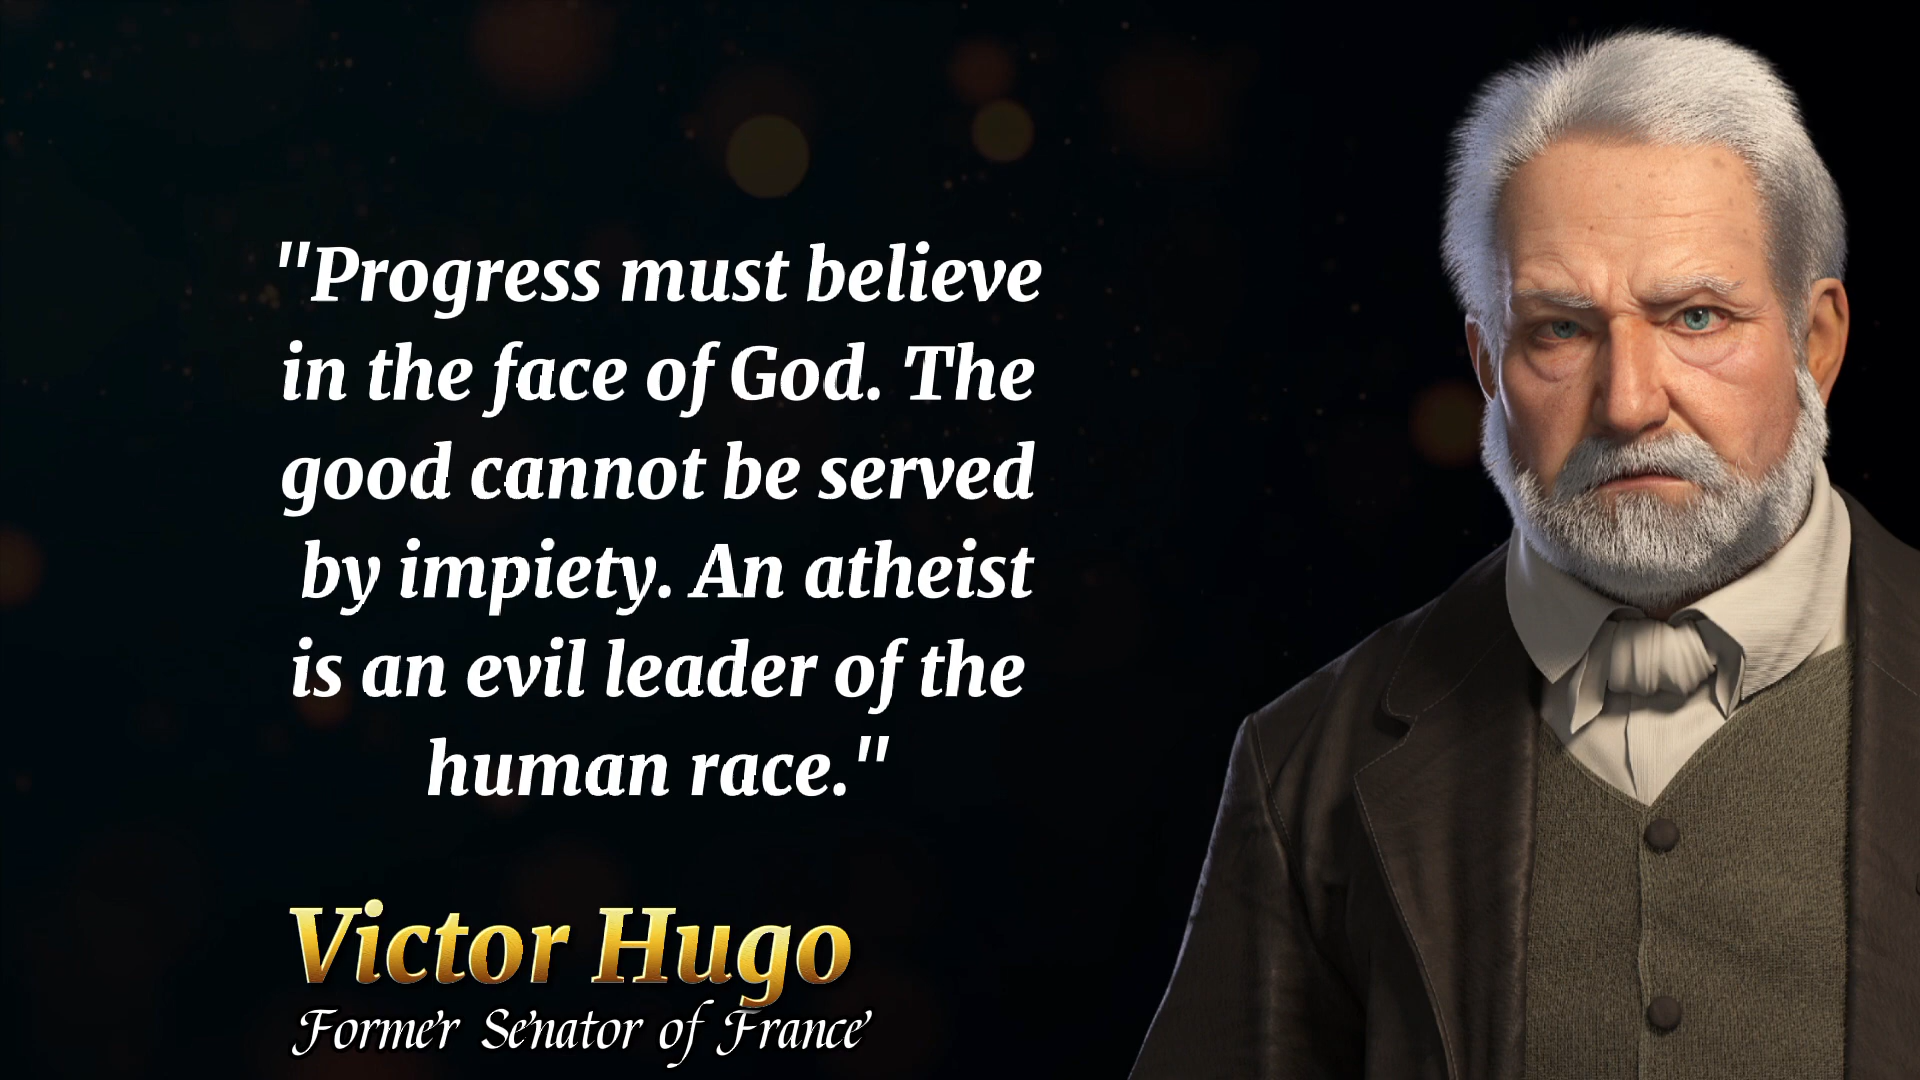 "Progress must believe
in the face of God. The
good cannot be served
by impiety. An atheist
is an evil leader of the
human race."
Victor Hugo
Former Senator of France